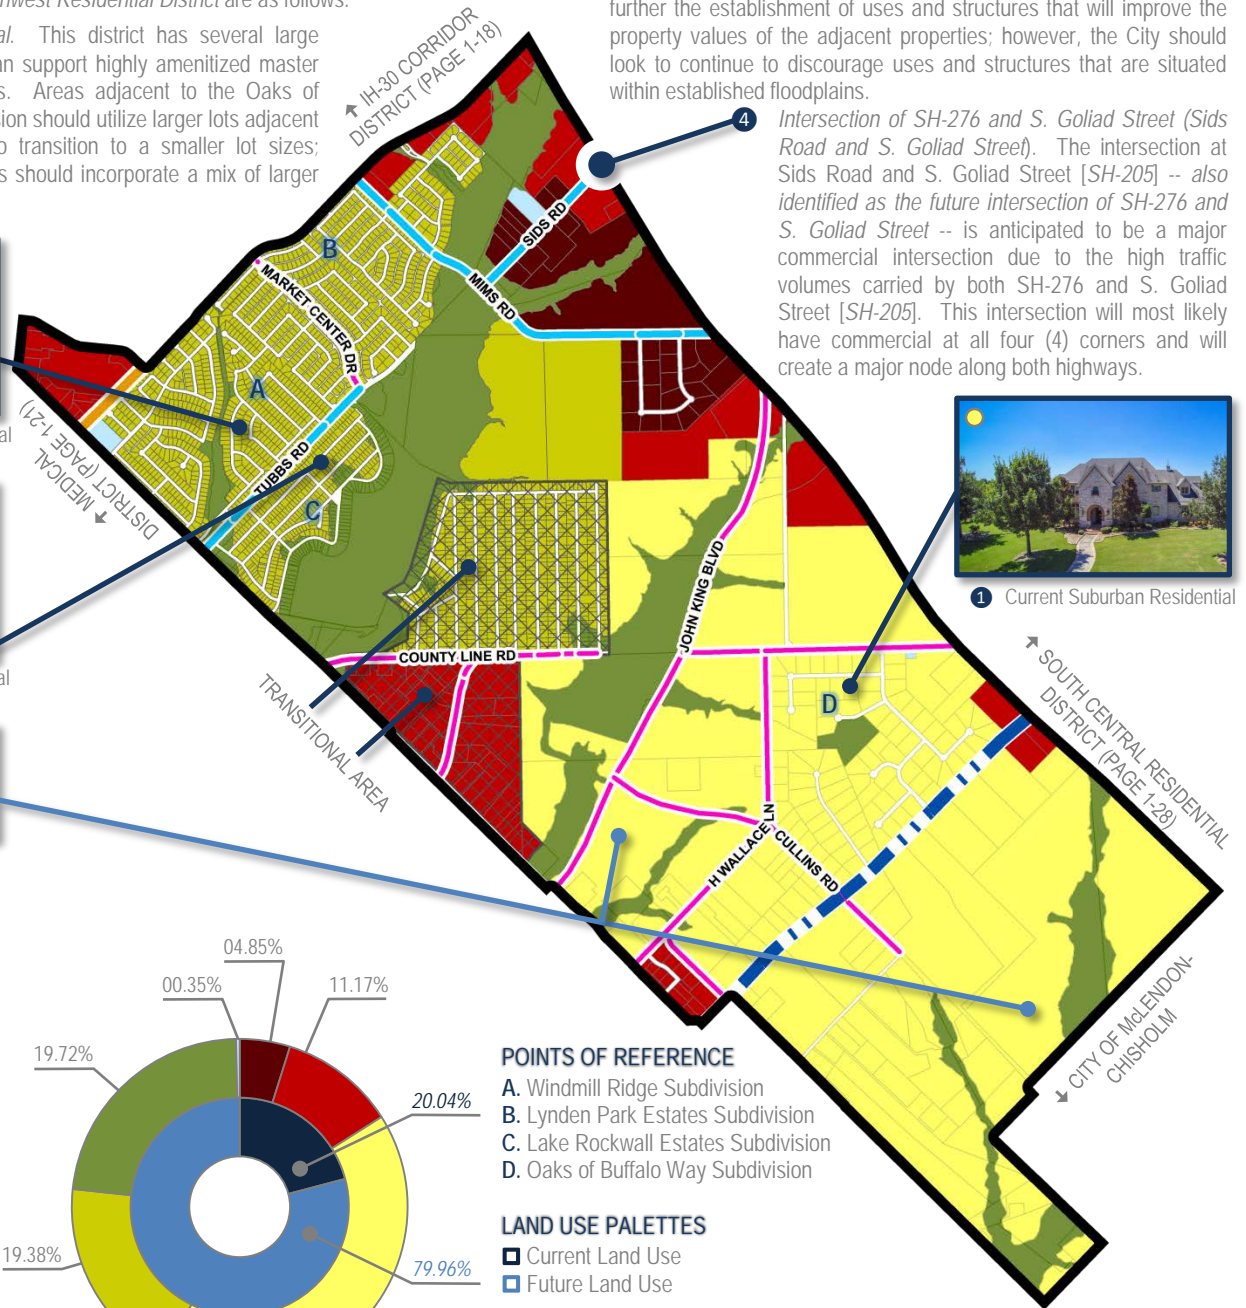 west Residential District are as follows:
al. This district has several large
an support highly amenitized master
s. Areas adjacent to the Oaks of
sion should utilize larger lots adjacent
o transition to a smaller lot sizes;
s should incorporate a mix of larger
further the establishment of uses and structures that will improve the
property values of the adjacent properties; however, the City should
look to continue to discourage uses and structures that are situated
within established floodplains.
4
Intersection of SH-276 and S. Goliad Street (Sids
Road and S. Goliad Street). The intersection at
Sids Road and S. Goliad Street [SH-205] -- also
identified as the future intersection of SH-276 and
S. Goliad Street -- is anticipated to be a major
commercial intersection due to the high traffic
volumes carried by both SH-276 and S. Goliad
Street [SH-205]. This intersection will most likely
have commercial at all four (4) corners and will
create a major node along both highways.
IH-30 CORRIDOR
DISTRICT (PAGE 1-18)
SIDS RD
MIMS RD
B
MARKET CENTER DR
A
TUBBS RD
C
MEDICAL
DISTRICT (PAGE 1-21)
al
al
JOHN KING BLVD
COUNTY LINE RD
TRANSITIONAL AREA
D
H WALLACE LN
CULLINS RD
1 Current Suburban Residential
SOUTH CENTRAL RESIDENTIAL
DISTRICT (PAGE 1-28)
CITY OF McLENDON-
CHISHOLM
04.85%
00.35%
11.17%
19.72%
20.04%
19.38%
79.96%
POINTS OF REFERENCE
A. Windmill Ridge Subdivision
B. Lynden Park Estates Subdivision
C. Lake Rockwall Estates Subdivision
D. Oaks of Buffalo Way Subdivision
LAND USE PALETTES
Current Land Use
Future Land Use